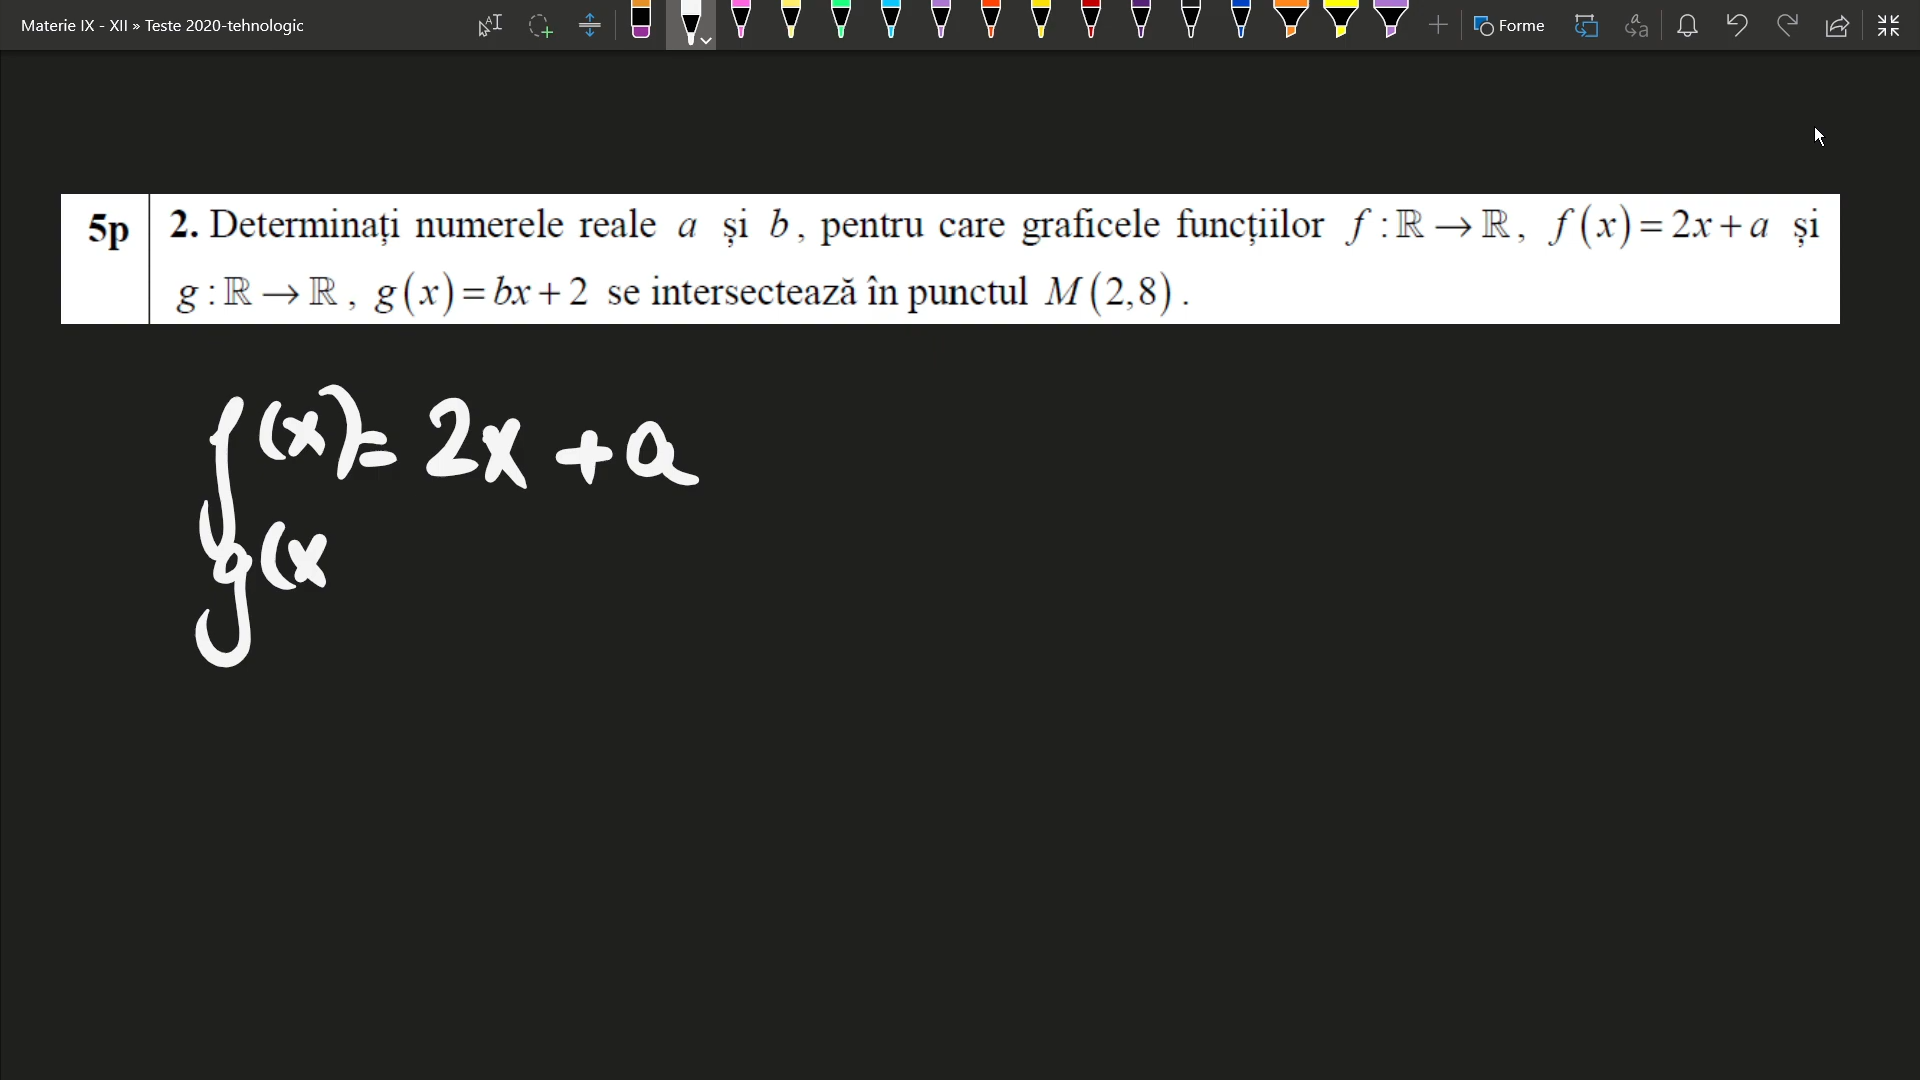 Materie IX - XII » Teste 2020-tehnologic
Forme
5p
2. Determinați numerele reale a și b, pentru care graficele funcțiilor f : ℝ → ℝ, f(x) = 2x + a și
g : ℝ → ℝ, g(x) = bx + 2 se intersectează în punctul M(2,8).
f(x) = 2x + a
g(x